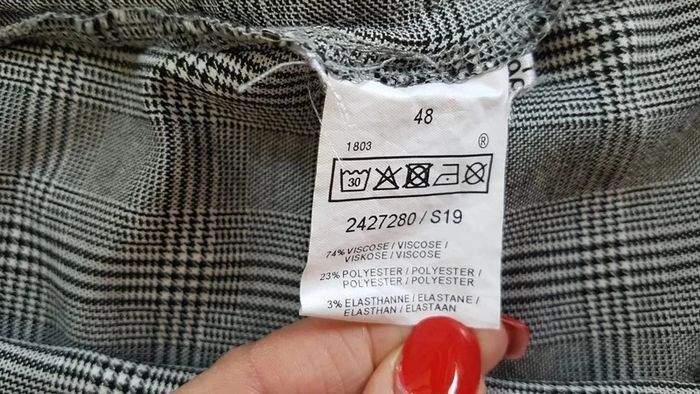 48
1803
®
30
2427280/S19
74% VISCOSE / VISCOSE /
VISKOSE / VISCOSE
23% POLYESTER / POLYESTER /
POLYESTER / POLYESTER
3% ELASTHANNE / ELASTANE /
ELASTHAN / ELASTAAN